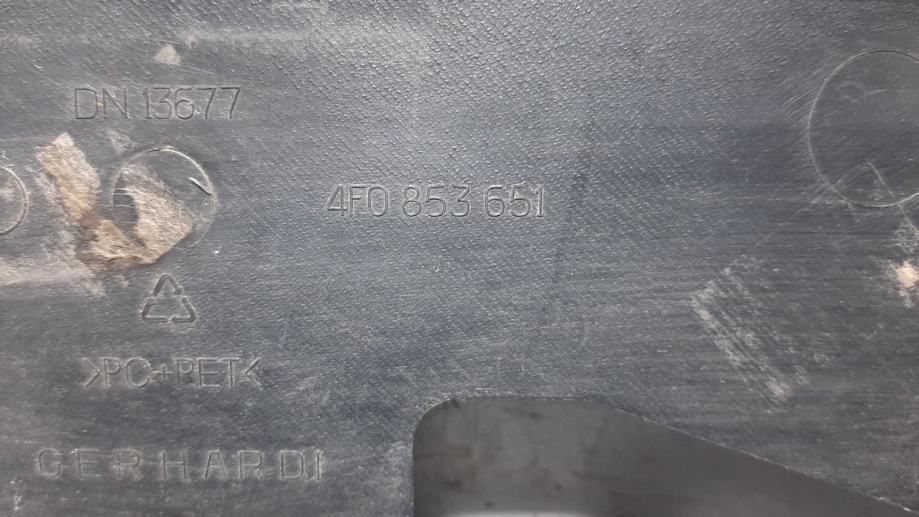 DN 13677
4F0 853 651
>PC+PET<
GERHARDI